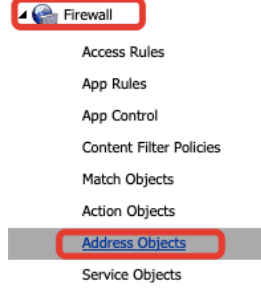 Firewall
Access Rules
App Rules
App Control
Content Filter Policies
Match Objects
Action Objects
Address Objects
Service Objects